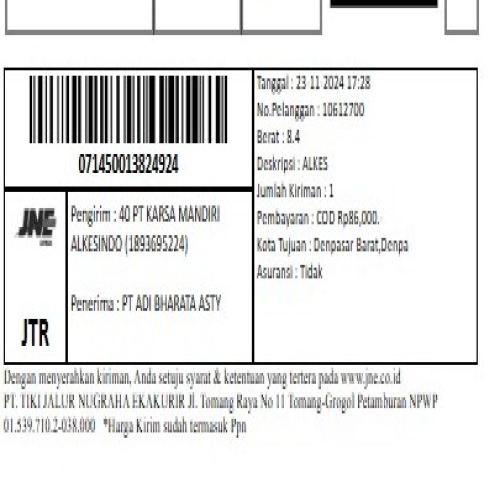 071450013824924
JNE
JTR
Pengirim : 40 PT KARSA MANDIRI
ALKESINDO (1893695224)
Penerima : PT ADI BHARATA ASTY
Tanggal : 23-11-2024 17:28
No.Pelanggan : 10612700
Berat : 8.4
Deskripsi : ALKES
Jumlah Kiriman : 1
Pembayaran : COD Rp86,000.
Kota Tujuan : Denpasar Barat,Denpa
Asuransi : Tidak
Dengan menyerahkan kiriman, Anda setuju syarat & ketentuan yang tertera pada www.jne.co.id
PT. TIKI JALUR NUGRAHA EKAKURIR Jl. Tomang Raya No 11 Tomang-Grogol Petamburan NPWP
01.539.710.2-038.000 *Harga Kirim sudah termasuk Ppn